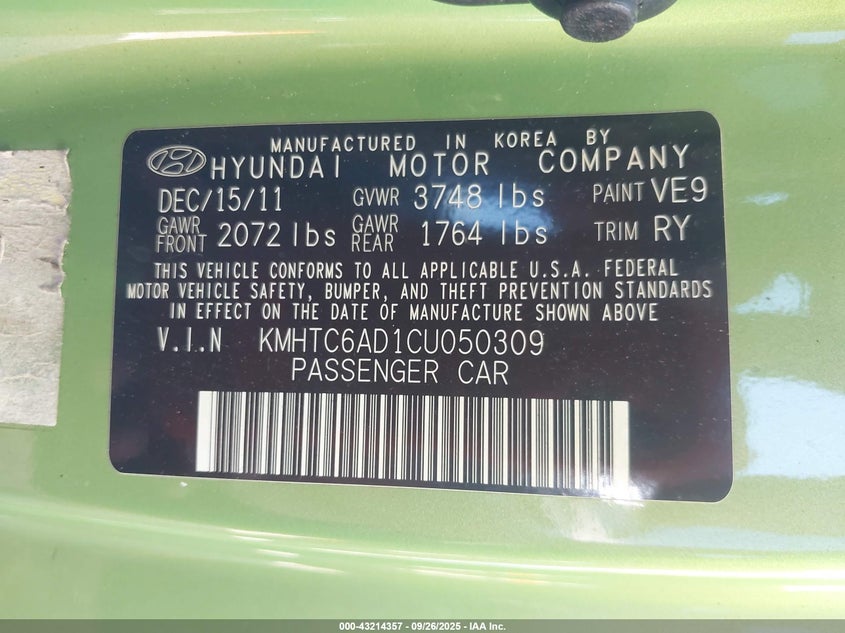 MANUFACTURED IN KOREA BY
HYUNDAI MOTOR COMPANY
DEC/15/11 GVWR 3748 lbs PAINT VE9
GAWR FRONT 2072 lbs GAWR REAR 1764 lbs TRIM RY
THIS VEHICLE CONFORMS TO ALL APPLICABLE U.S.A. FEDERAL
MOTOR VEHICLE SAFETY, BUMPER, AND THEFT PREVENTION STANDARDS
IN EFFECT ON THE DATE OF MANUFACTURE SHOWN ABOVE
V.I.N KMHTC6AD1CU050309
PASSENGER CAR
000-43214357 - 09/26/2025 - IAA Inc.